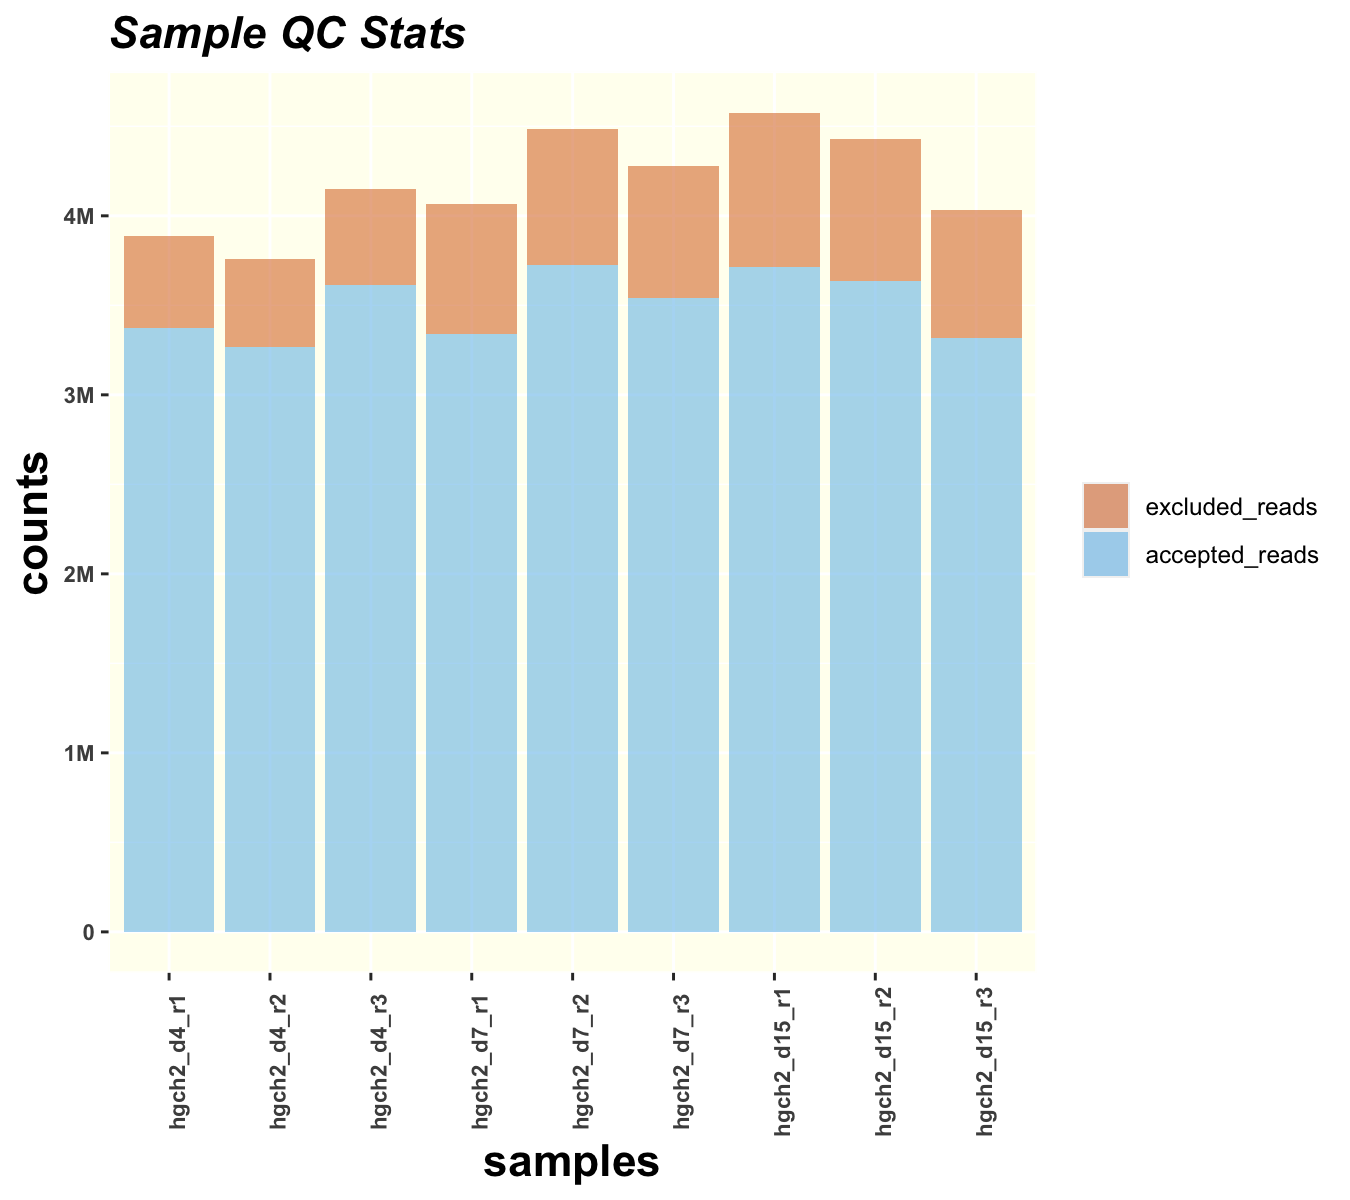 Sample QC Stats
counts
4M
3M
2M
1M
0
hgch2_d4_r1
hgch2_d4_r2
hgch2_d4_r3
hgch2_d7_r1
hgch2_d7_r2
hgch2_d7_r3
hgch2_d15_r1
hgch2_d15_r2
hgch2_d15_r3
samples
excluded_reads
accepted_reads